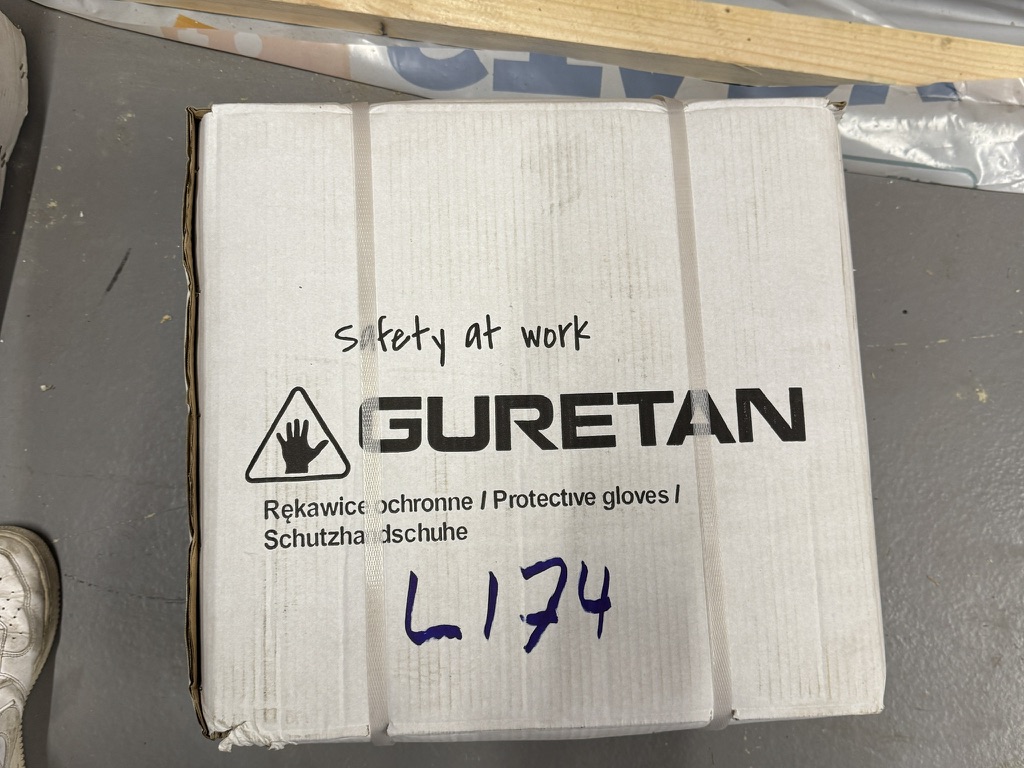 safety at work
GURETAN
Rękawice ochronne / Protective gloves /
Schutzhandschuhe
L174